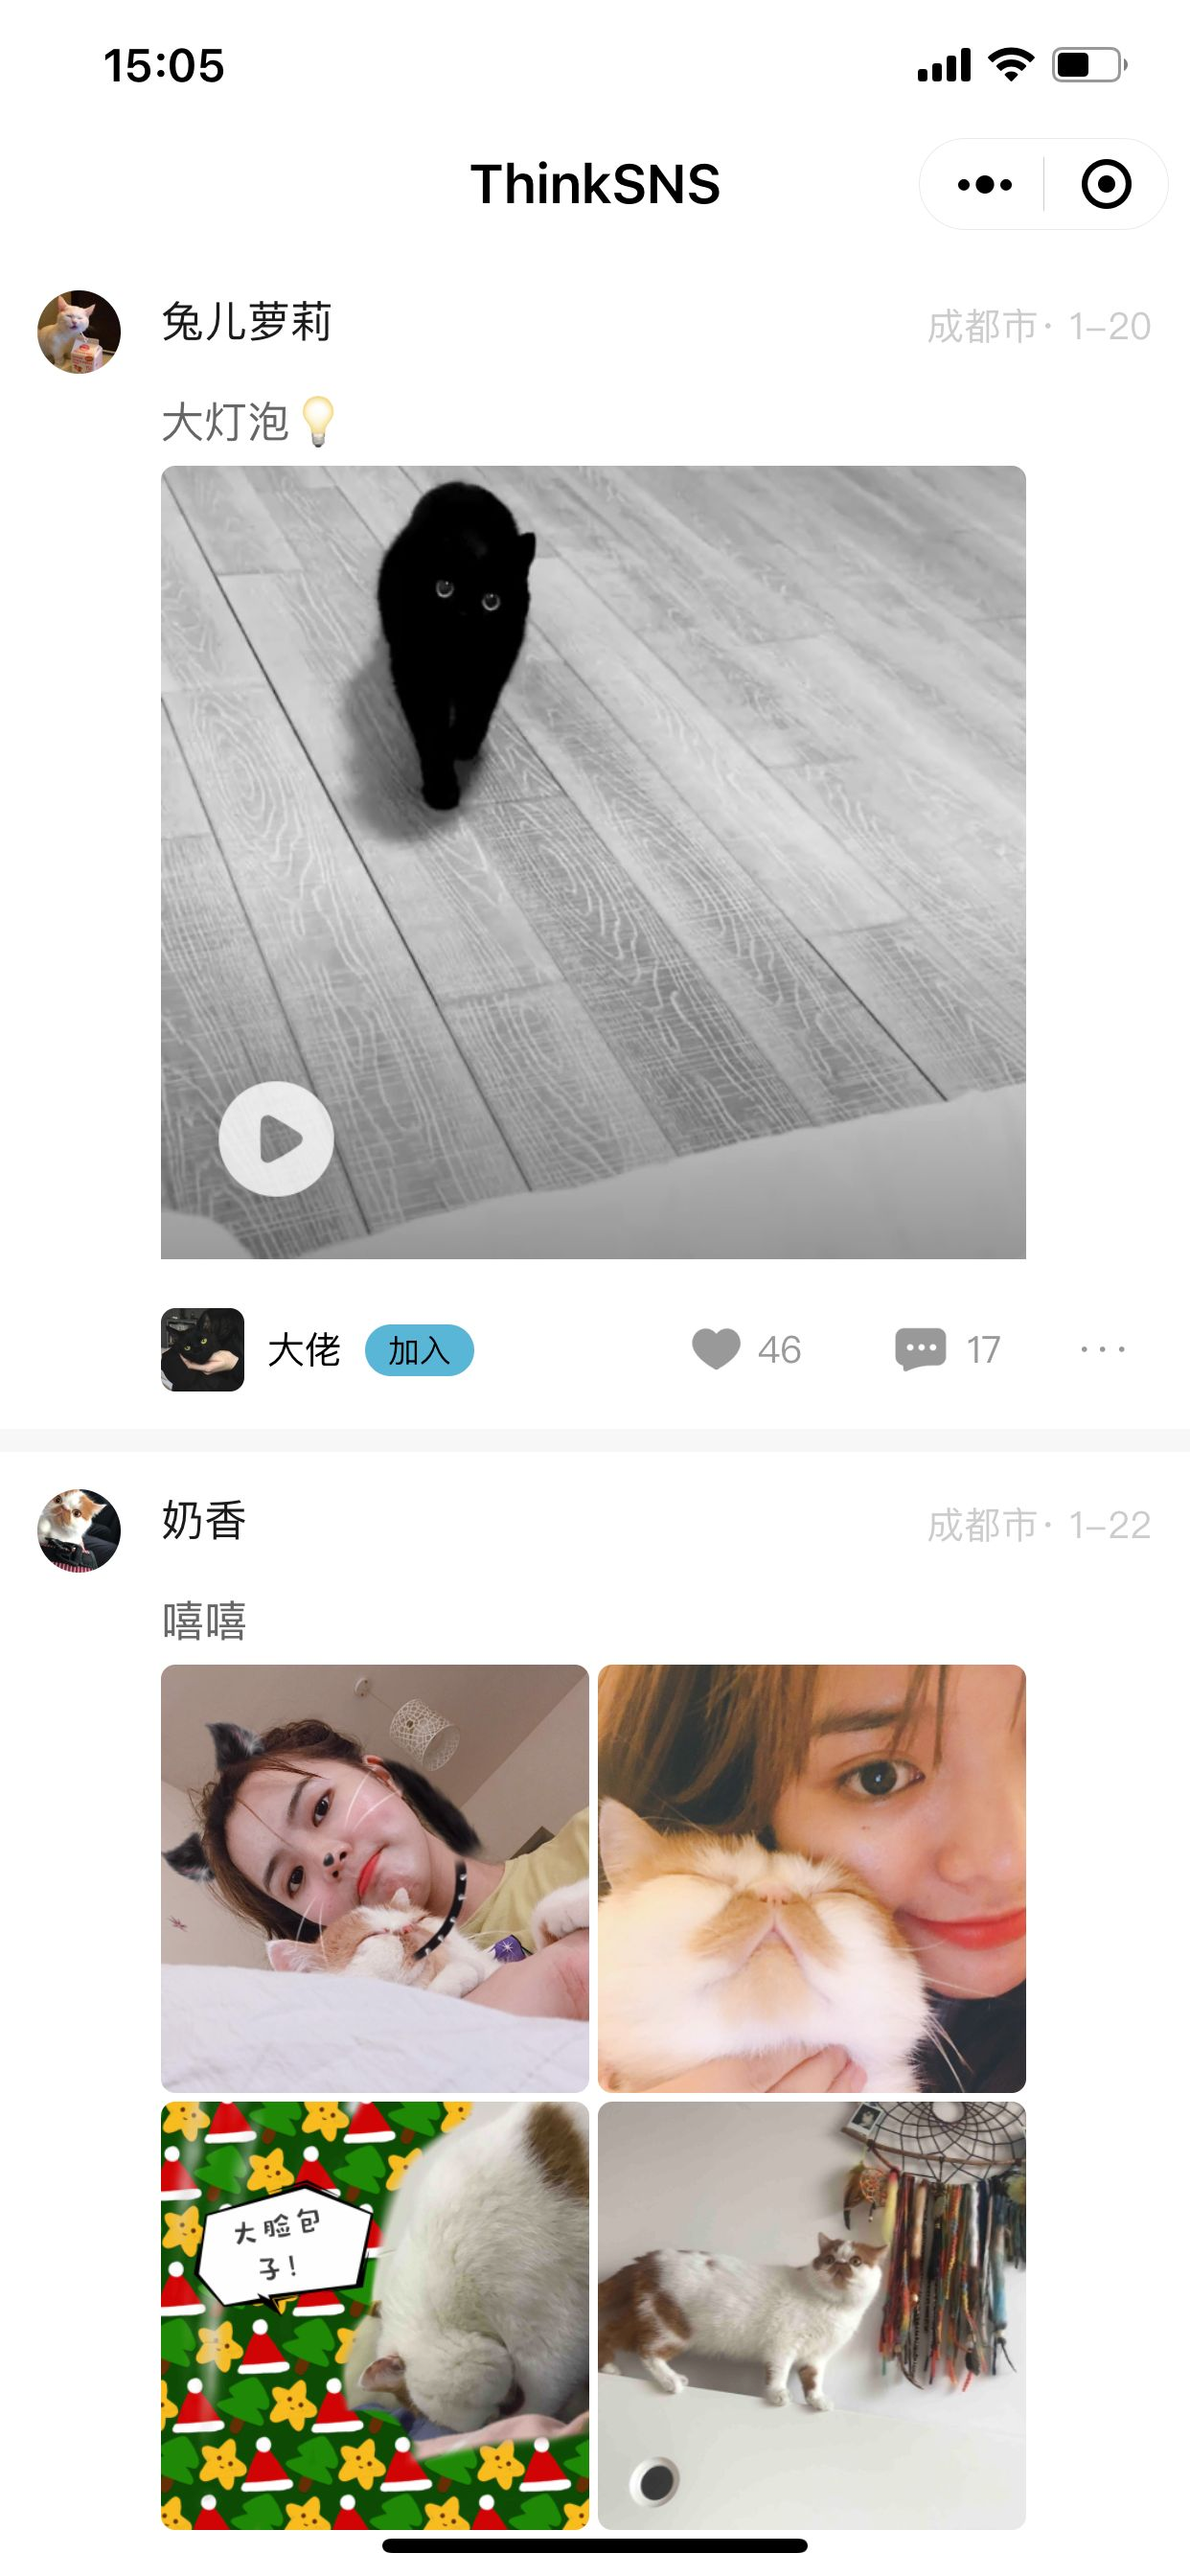 15:05
ThinkSNS
兔儿萝莉
成都市· 1-20
大灯泡💡
大佬
加入
46
17
奶香
成都市· 1-22
嘻嘻
大脸包
子!